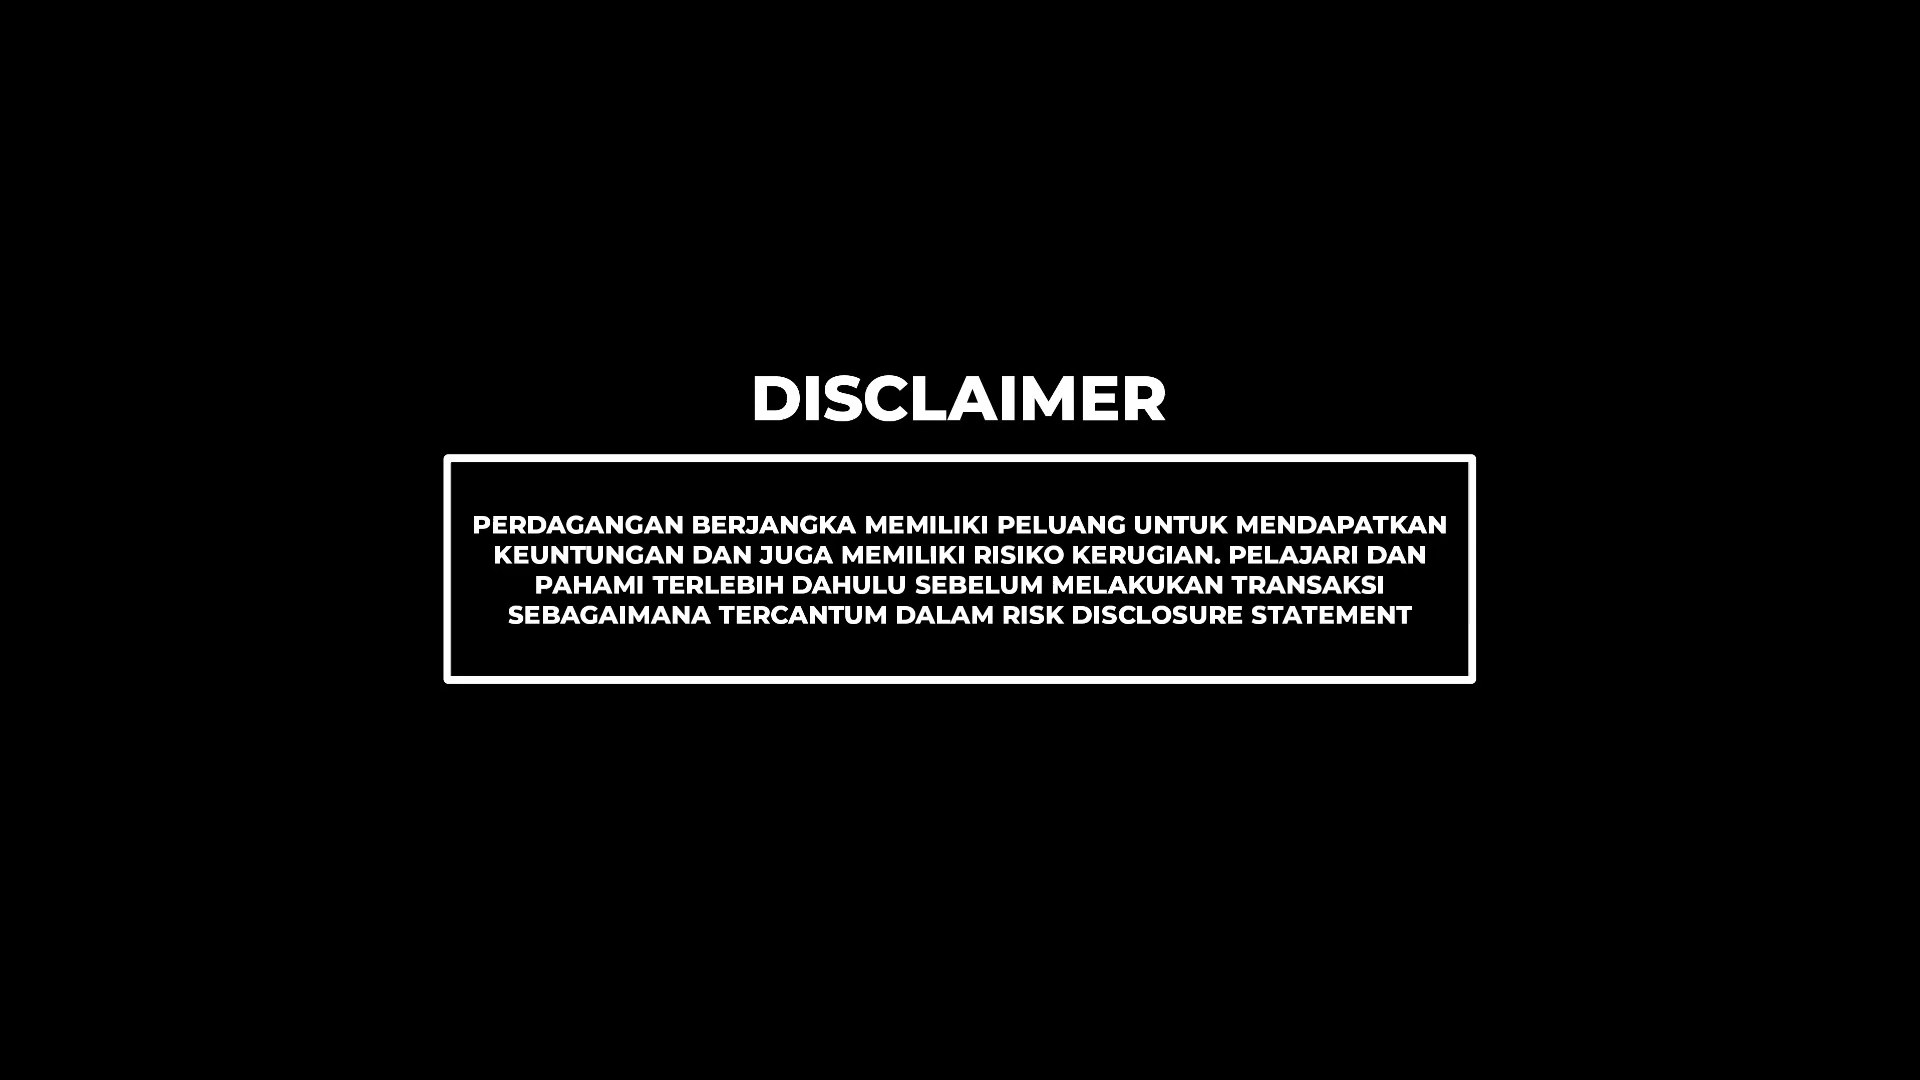 DISCLAIMER
PERDAGANGAN BERJANGKA MEMILIKI PELUANG UNTUK MENDAPATKAN
KEUNTUNGAN DAN JUGA MEMILIKI RISIKO KERUGIAN. PELAJARI DAN
PAHAMI TERLEBIH DAHULU SEBELUM MELAKUKAN TRANSAKSI
SEBAGAIMANA TERCANTUM DALAM RISK DISCLOSURE STATEMENT